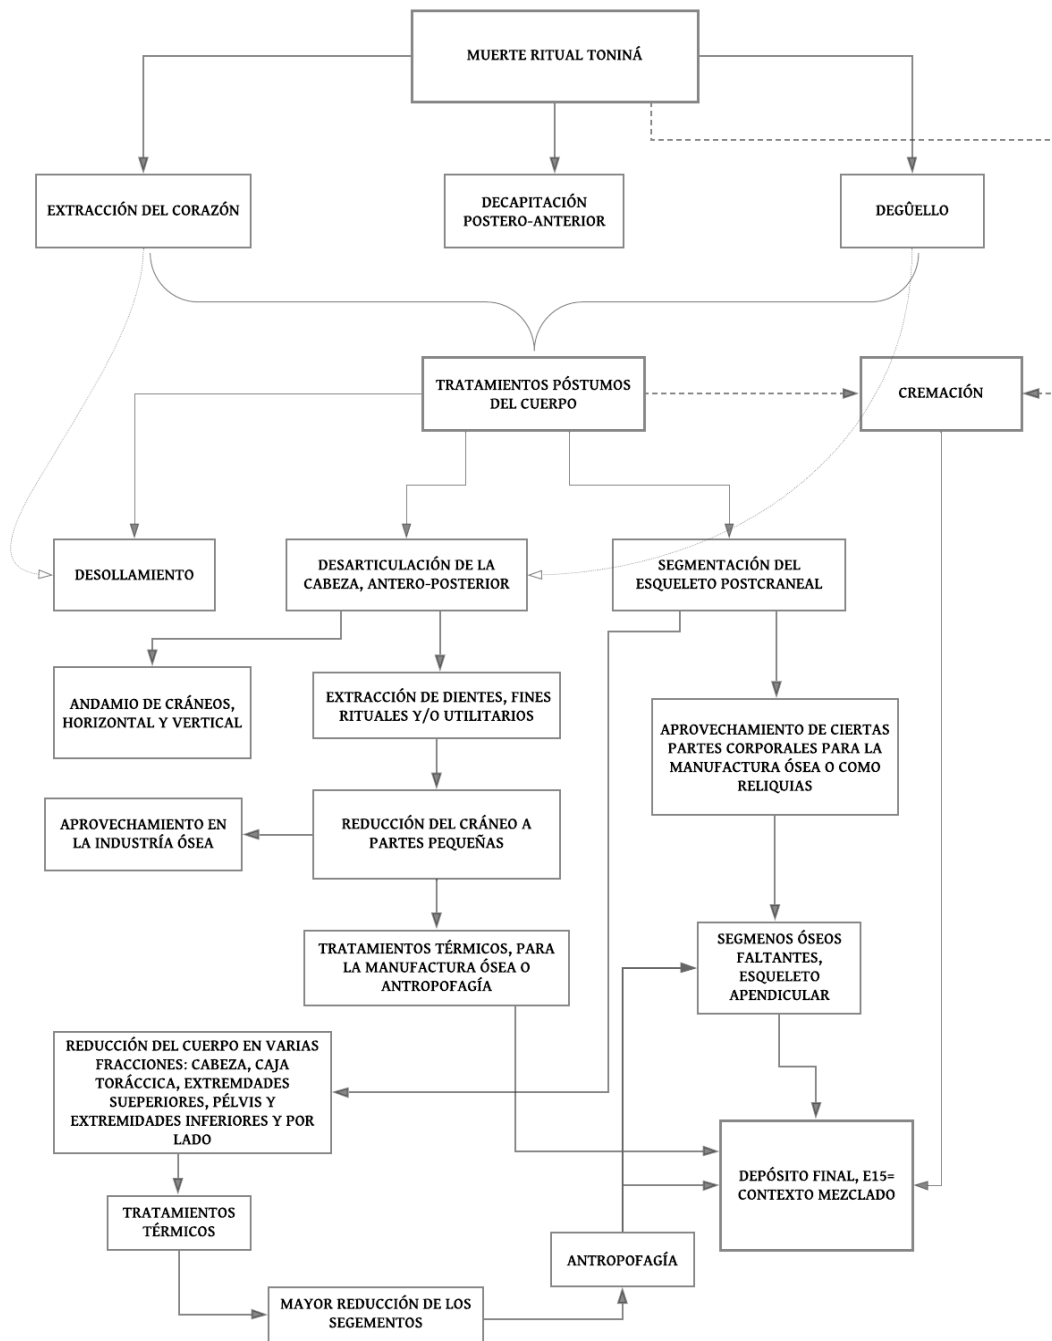 MUERTE RITUAL TONINÁ
EXTRACCIÓN DEL CORAZÓN
DECAPITACIÓN
POSTERO-ANTERIOR
DEGÛELLO
TRATAMIENTOS PÓSTUMOS
DEL CUERPO
CREMACIÓN
DESOLLAMIENTO
DESARTICULACIÓN DE LA
CABEZA, ANTERO-POSTERIOR
SEGMENTACIÓN DEL
ESQUELETO POSTCRANEAL
ANDAMIO DE CRÁNEOS,
HORIZONTAL Y VERTICAL
EXTRACCIÓN DE DIENTES, FINES
RITUALES Y/O UTILITARIOS
APROVECHAMIENTO DE CIERTAS
PARTES CORPORALES PARA LA
MANUFACTURA ÓSEA O COMO
RELIQUIAS
APROVECHAMIENTO EN
LA INDUSTRÍA ÓSEA
REDUCCIÓN DEL CRÁNEO A
PARTES PEQUEÑAS
TRATAMIENTOS TÉRMICOS, PARA
LA MANUFACTURA ÓSEA O
ANTROPOFAGÍA
SEGMENOS ÓSEOS
FALTANTES,
ESQUELETO
APENDICULAR
REDUCCIÓN DEL CUERPO EN VARIAS
FRACCIONES: CABEZA, CAJA
TORÁCCICA, EXTREMDADES
SUEPERIORES, PÉLVIS Y
EXTREMIDADES INFERIORES Y POR
LADO
DEPÓSITO FINAL, E15=
CONTEXTO MEZCLADO
TRATAMIENTOS
TÉRMICOS
ANTROPOFAGÍA
MAYOR REDUCCIÓN DE LOS
SEGEMENTOS